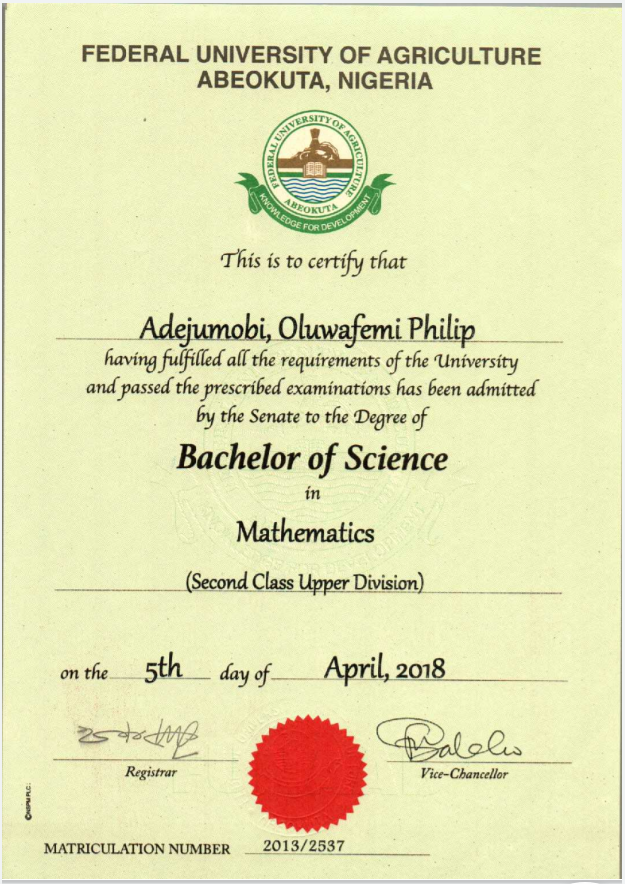 FEDERAL UNIVERSITY OF AGRICULTURE
ABEOKUTA, NIGERIA
FEDERAL UNIVERSITY OF AGRICULTURE
ABEOKUTA
KNOWLEDGE FOR DEVELOPMENT
This is to certify that
Adejumobi, Oluwafemi Philip
having fulfilled all the requirements of the University
and passed the prescribed examinations has been admitted
by the Senate to the Degree of
Bachelor of Science
in
Mathematics
(Second Class Upper Division)
on the 5th day of April, 2018
Registrar
Vice-Chancellor
©NSPM PLC.
MATRICULATION NUMBER 2013/2537